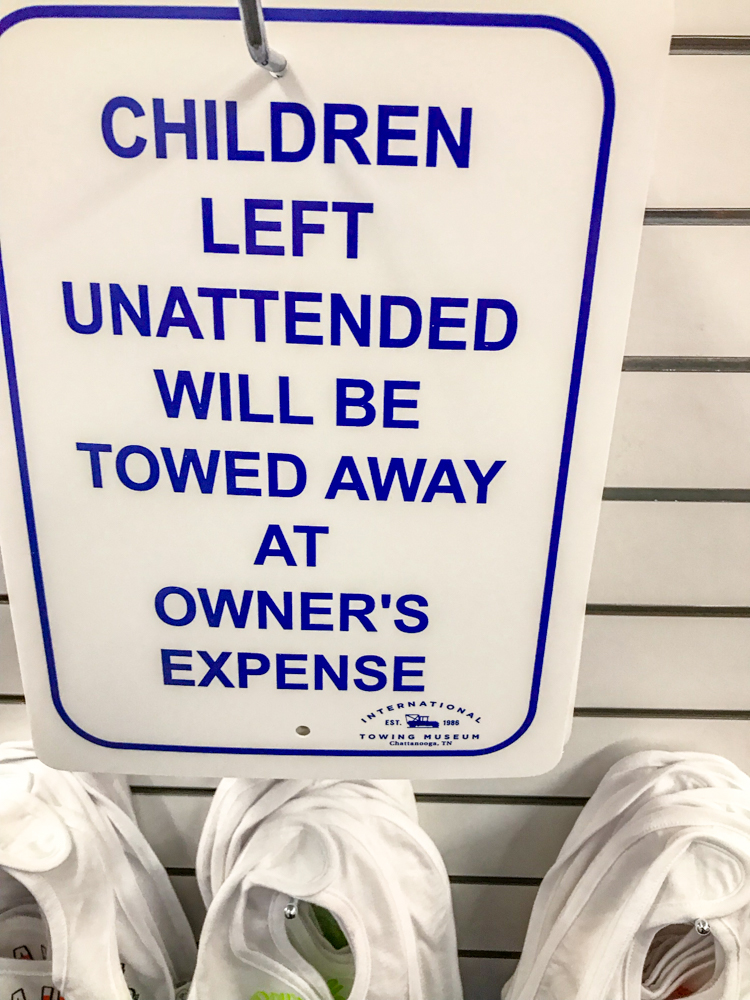 CHILDREN
LEFT
UNATTENDED
WILL BE
TOWED AWAY
AT
OWNER'S
EXPENSE
INTERNATIONAL
EST. 1986
TOWING MUSEUM
Chattanooga, TN